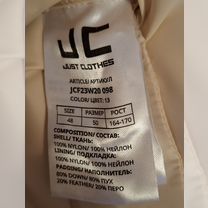 JC
JUST CLOTHES
ARTICLE/ АРТИКУЛ
JCF23W20 098
COLOR/ ЦВЕТ: 13
SIZE РАЗМЕР РОСТ
48 50 164-170
COMPOSITION/ СОСТАВ:
SHELL/ ТКАНЬ:
100% NYLON/ 100% НЕЙЛОН
LINING/ ПОДКЛАДКА:
100% NYLON/ 100% НЕЙЛОН
PADDING/ НАПОЛНИТЕЛЬ:
80% DOWN/ 80% ПУХ
20% FEATHER/ 20% ПЕРО